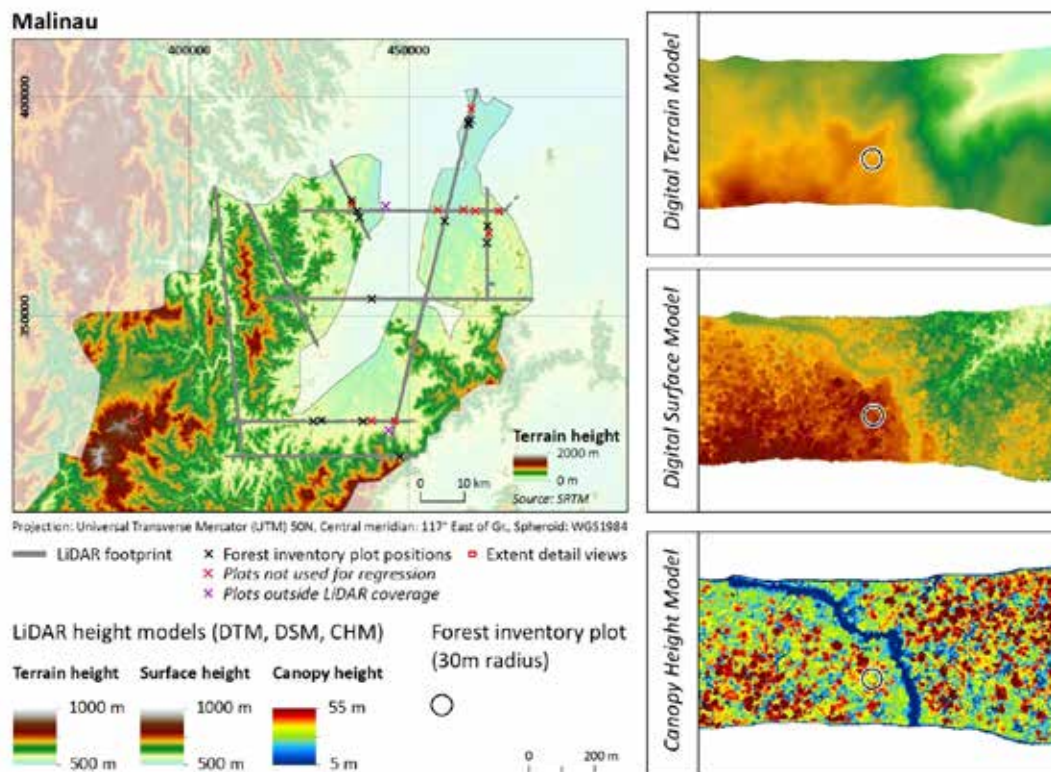 Malinau
400000
450000
400000
350000
Terrain height
2000 m
0 m
0 10 km
Source: SRTM
Projection: Universal Transverse Mercator (UTM) 50N, Central meridian: 117° East of Gr., Spheroid: WGS1984
LiDAR footprint
Forest inventory plot positions
Extent detail views
Plots not used for regression
Plots outside LiDAR coverage
LiDAR height models (DTM, DSM, CHM)
Forest inventory plot
(30m radius)
Terrain height
Surface height
Canopy height
1000 m
1000 m
55 m
500 m
500 m
5 m
0 200 m
Digital Terrain Model
Digital Surface Model
Canopy Height Model